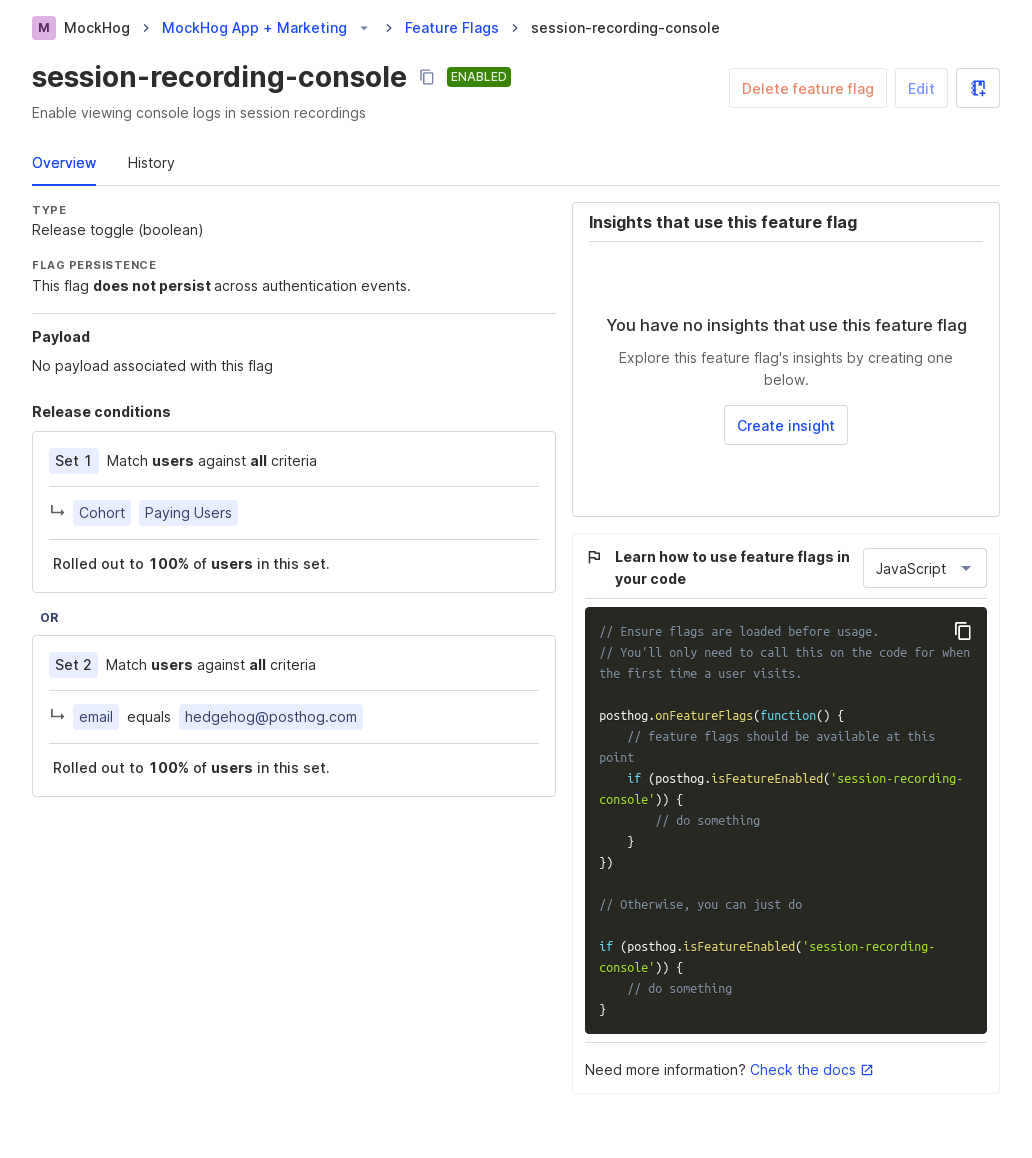 M MockHog MockHog App + Marketing Feature Flags session-recording-console
session-recording-console ENABLED
Delete feature flag Edit
Enable viewing console logs in session recordings
Overview History
TYPE
Release toggle (boolean)
FLAG PERSISTENCE
This flag does not persist across authentication events.
Payload
No payload associated with this flag
Release conditions
Set 1 Match users against all criteria
Cohort Paying Users
Rolled out to 100% of users in this set.
OR
Set 2 Match users against all criteria
email equals hedgehog@posthog.com
Rolled out to 100% of users in this set.
Insights that use this feature flag
You have no insights that use this feature flag
Explore this feature flag's insights by creating one
below.
Create insight
Learn how to use feature flags in
your code
JavaScript
// Ensure flags are loaded before usage.
// You'll only need to call this on the code for when
the first time a user visits.
posthog.onFeatureFlags(function() {
    // feature flags should be available at this
point
    if (posthog.isFeatureEnabled('session-recording-
console')) {
        // do something
    }
})
// Otherwise, you can just do
if (posthog.isFeatureEnabled('session-recording-
console')) {
    // do something
}
Need more information? Check the docs